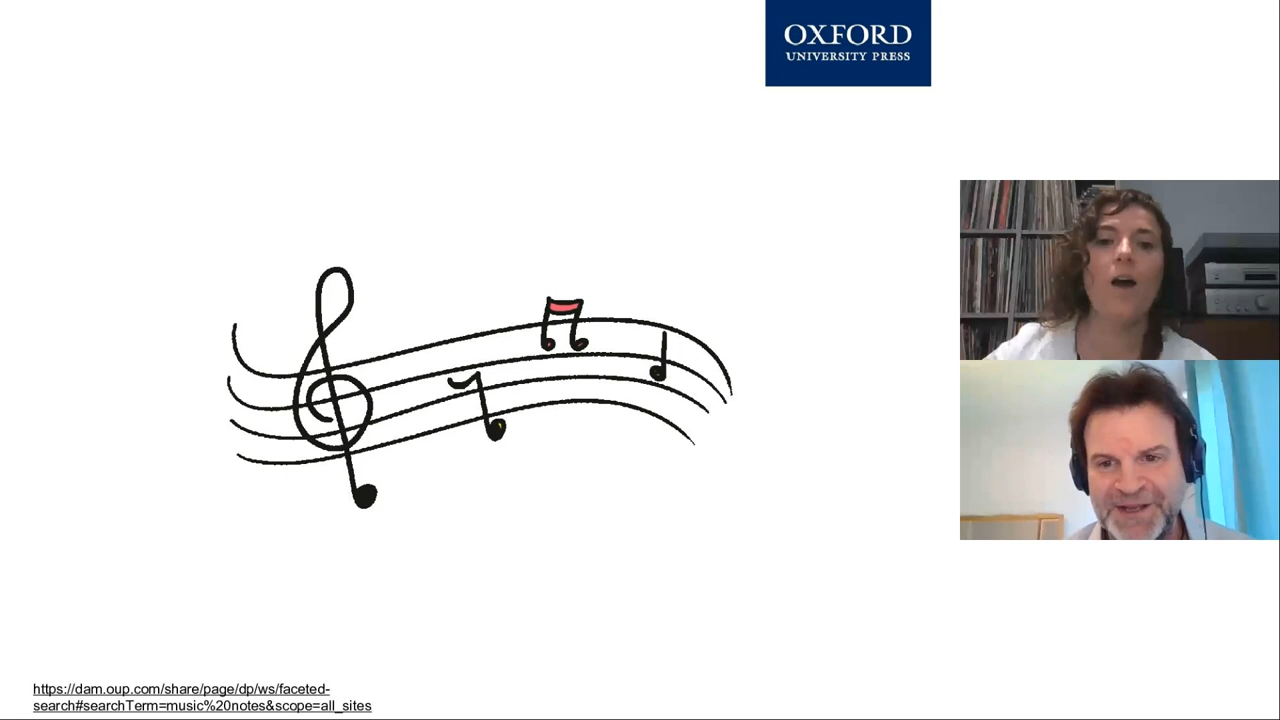 OXFORD
UNIVERSITY PRESS
https://dam.oup.com/share/page/dp/ws/faceted-
search#searchTerm=music%20notes&scope=all_sites